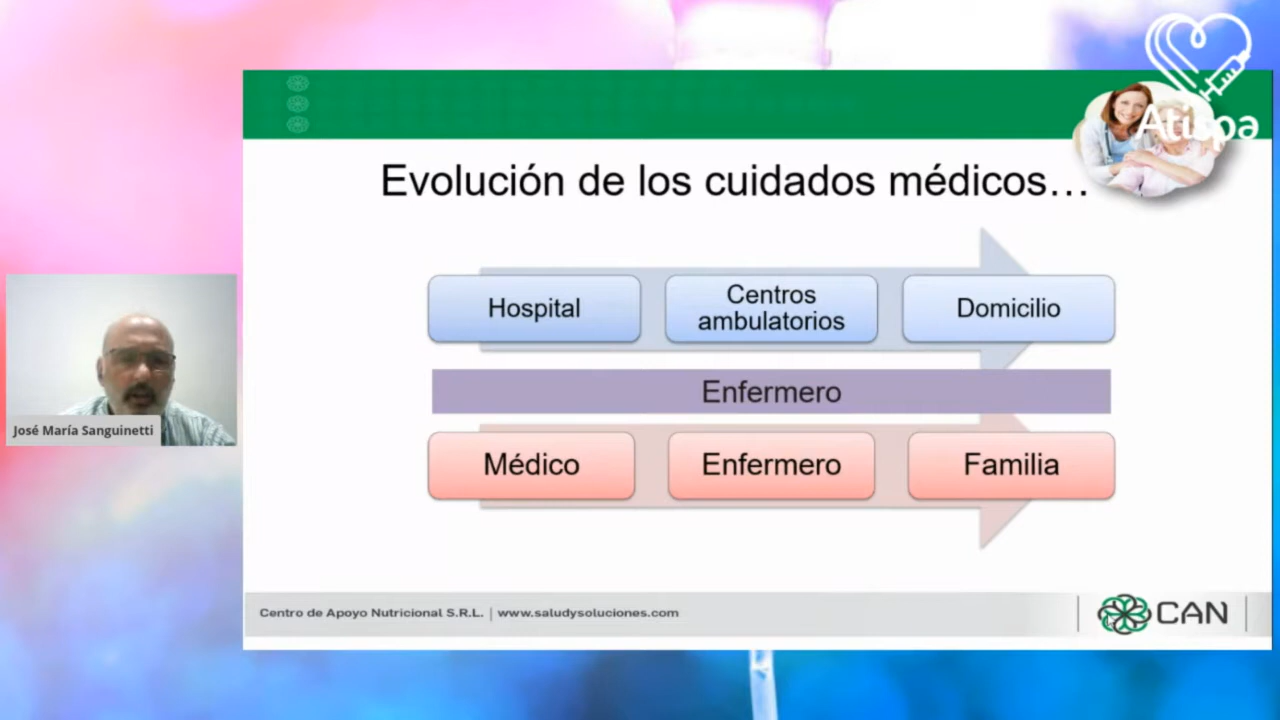 Atispa
Evolución de los cuidados médicos...
Hospital
Centros
ambulatorios
Domicilio
Enfermero
Médico
Enfermero
Familia
José María Sanguinetti
Centro de Apoyo Nutricional S.R.L. | www.saludysoluciones.com
CAN